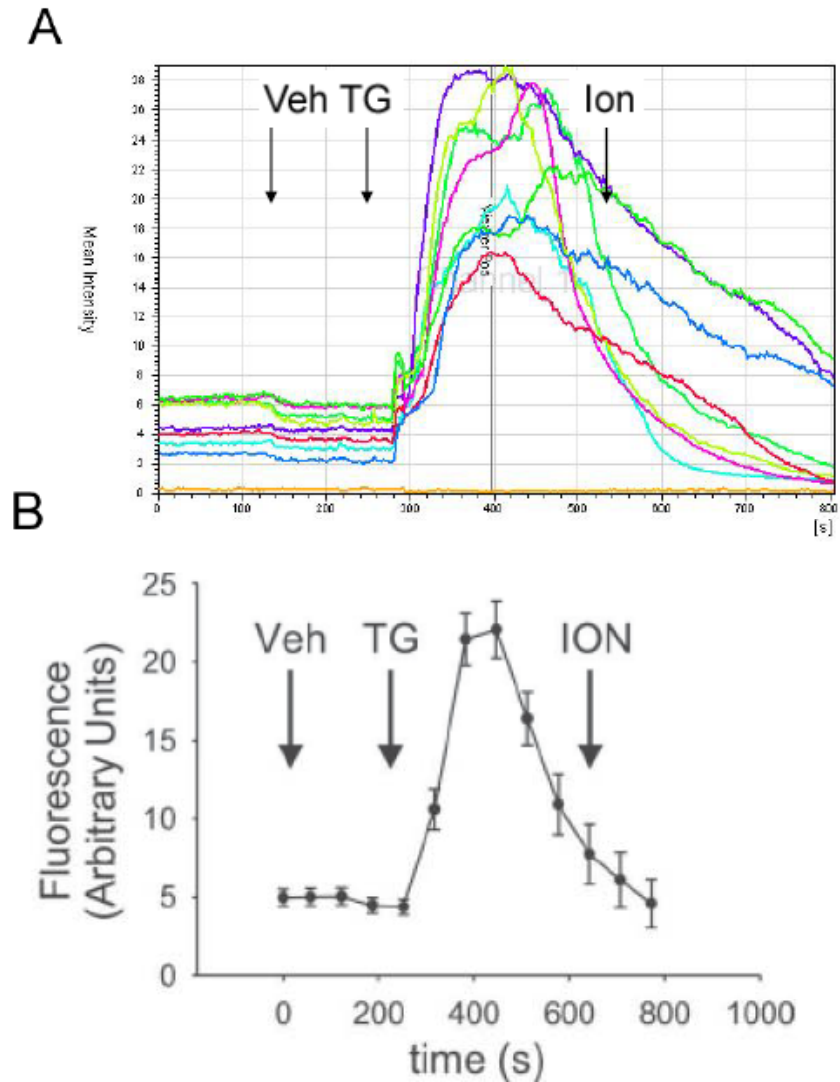 A
Veh TG Ion
28
26
24
22
20
18
16
14
12
10
8
6
4
2
0
Mean Intensity
0 100 200 300 400 500 600 700 800
[s]
B
Veh TG ION
25
20
15
10
5
0
Fluorescence
(Arbitrary Units)
0 200 400 600 800 1000
time (s)